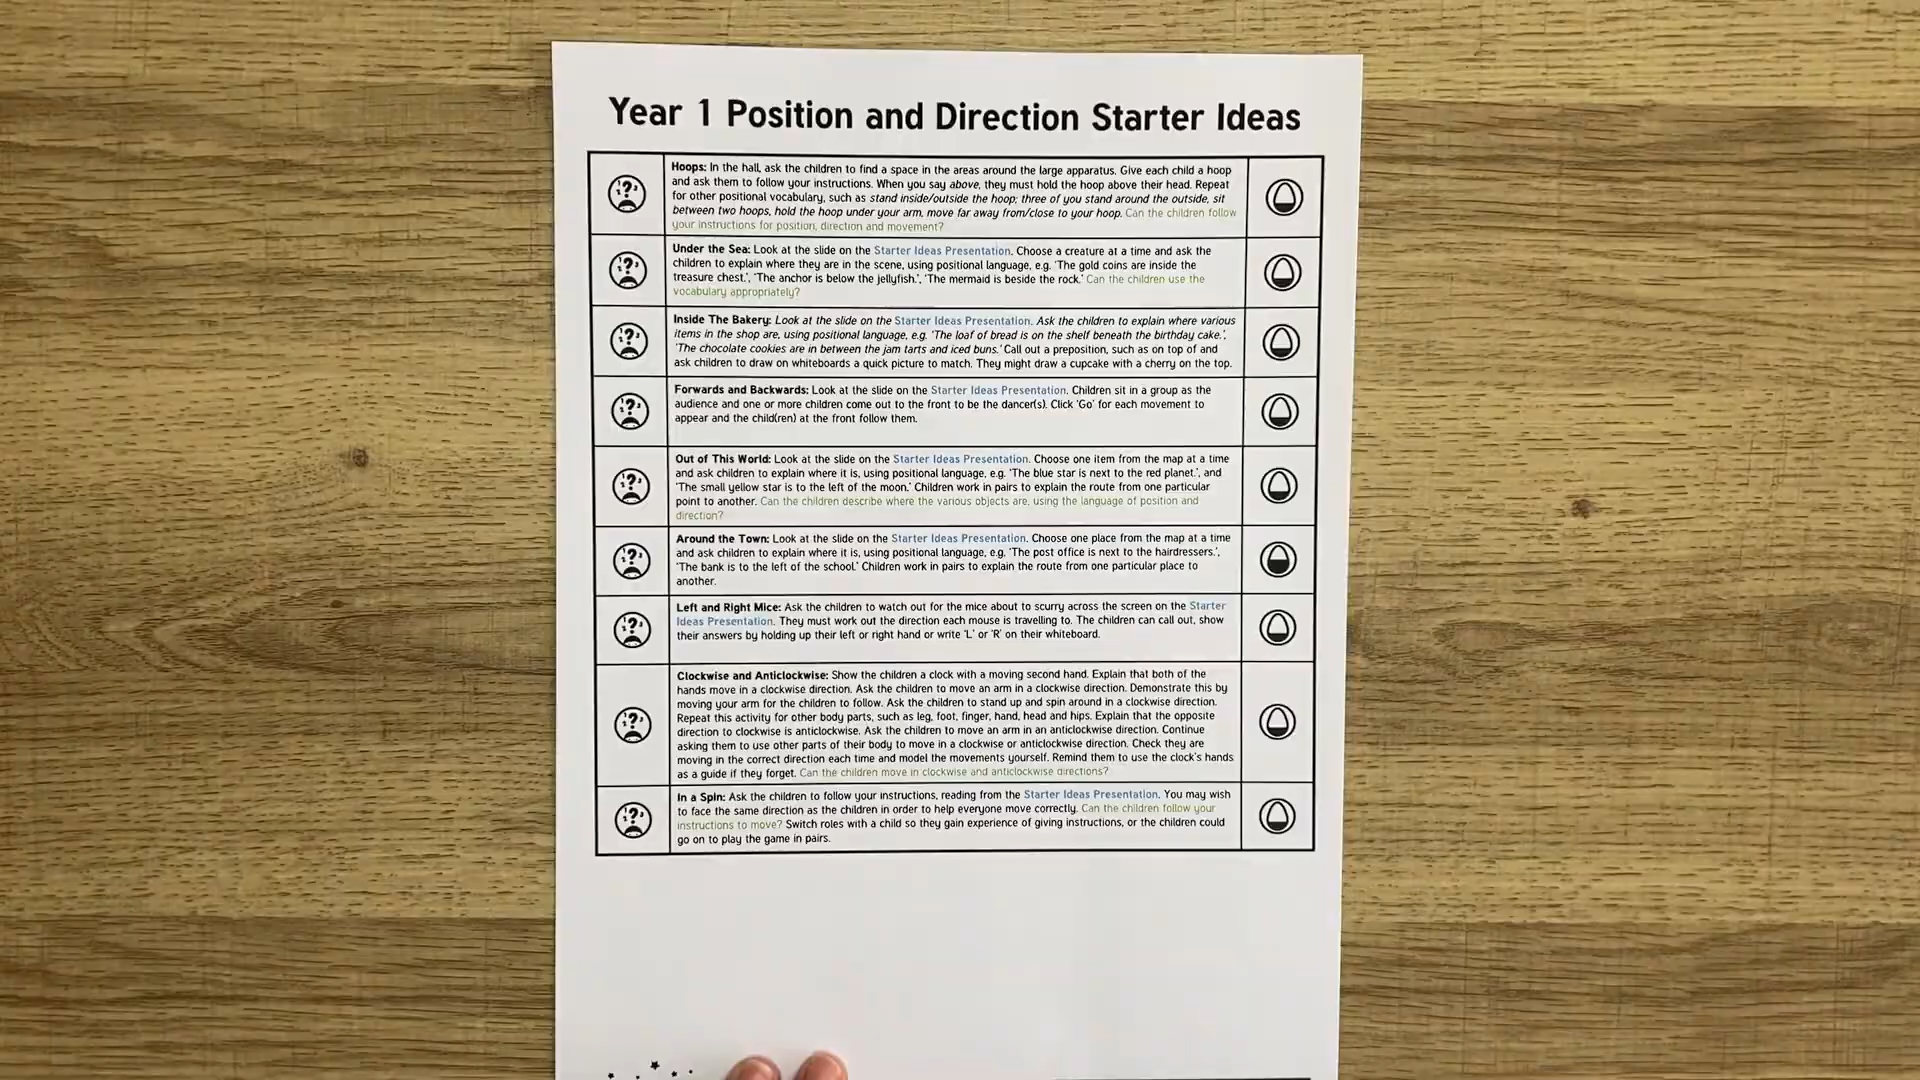 Year 1 Position and Direction Starter Ideas
Hoops: In the hall, ask the children to find a space in the areas around the large apparatus. Give each child a hoop
and ask them to follow your instructions. When you say above, they must hold the hoop above their head. Repeat
for other positional vocabulary, such as stand inside/outside the hoop; three of you stand around the outside, sit
between two hoops, hold the hoop under your arm, move far away from/close to your hoop. Can the children follow
your instructions for position, direction and movement?
Under the Sea: Look at the slide on the Starter Ideas Presentation. Choose a creature at a time and ask the
children to explain where they are in the scene, using positional language, e.g. 'The gold coins are inside the
treasure chest.', 'The anchor is below the jellyfish.', 'The mermaid is beside the rock.' Can the children use the
vocabulary appropriately?
Inside The Bakery: Look at the slide on the Starter Ideas Presentation. Ask the children to explain where various
items in the shop are, using positional language, e.g. 'The loaf of bread is on the shelf beneath the birthday cake.',
'The chocolate cookies are in between the jam tarts and iced buns.' Call out a preposition, such as on top of and
ask children to draw on whiteboards a quick picture to match. They might draw a cupcake with a cherry on the top.
Forwards and Backwards: Look at the slide on the Starter Ideas Presentation. Children sit in a group as the
audience and one or more children come out to the front to be the dancer(s). Click 'Go' for each movement to
appear and the child(ren) at the front follow them.
Out of This World: Look at the slide on the Starter Ideas Presentation. Choose one item from the map at a time
and ask children to explain where it is, using positional language, e.g. 'The blue star is next to the red planet.', and
'The small yellow star is to the left of the moon.' Children work in pairs to explain the route from one particular
point to another. Can the children describe where the various objects are, using the language of position and
direction?
Around the Town: Look at the slide on the Starter Ideas Presentation. Choose one place from the map at a time
and ask children to explain where it is, using positional language, e.g. 'The post office is next to the hairdressers.',
'The bank is to the left of the school.' Children work in pairs to explain the route from one particular place to
another.
Left and Right Mice: Ask the children to watch out for the mice about to scurry across the screen on the Starter
Ideas Presentation. They must work out the direction each mouse is travelling to. The children can call out, show
their answers by holding up their left or right hand or write 'L' or 'R' on their whiteboard.
Clockwise and Anticlockwise: Show the children a clock with a moving second hand. Explain that both of the
hands move in a clockwise direction. Ask the children to move an arm in a clockwise direction. Demonstrate this by
moving your arm for the children to follow. Ask the children to stand up and spin around in a clockwise direction.
Repeat this activity for other body parts, such as leg, foot, finger, hand, head and hips. Explain that the opposite
direction to clockwise is anticlockwise. Ask the children to move an arm in an anticlockwise direction. Continue
asking them to use other parts of their body to move in a clockwise or anticlockwise direction. Check they are
moving in the correct direction each time and model the movements yourself. Remind them to use the clock's hands
as a guide if they forget. Can the children move in clockwise and anticlockwise directions?
In a Spin: Ask the children to follow your instructions, reading from the Starter Ideas Presentation. You may wish
to face the same direction as the children in order to help everyone move correctly. Can the children follow your
instructions to move? Switch roles with a child so they gain experience of giving instructions, or the children could
go on to play the game in pairs.